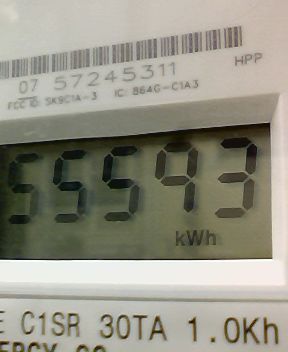 07 57245311
HPP
FCC ID: SK9C1A-3 IC: 864G-C1A3
55593
kWh
C1SR 30TA 1.0Kh